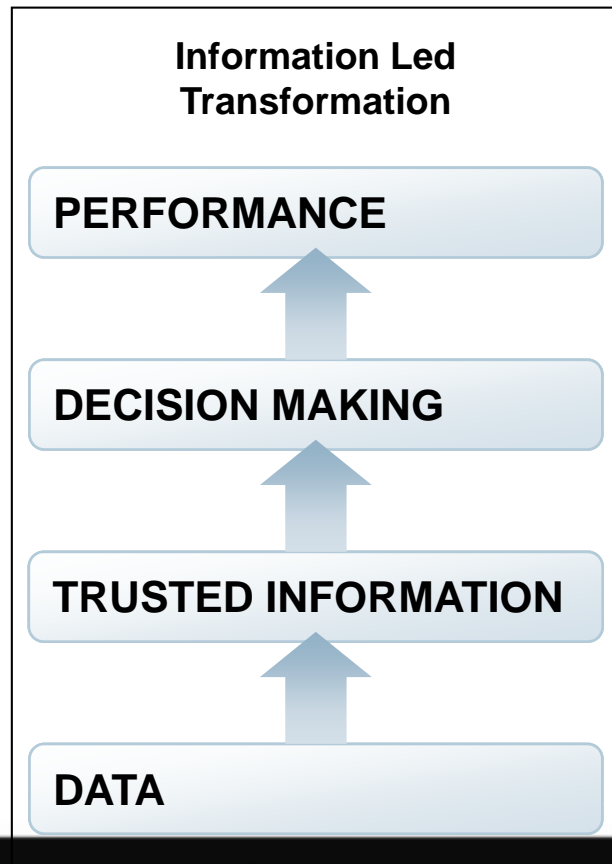 Information Led
Transformation
PERFORMANCE
DECISION MAKING
TRUSTED INFORMATION
DATA